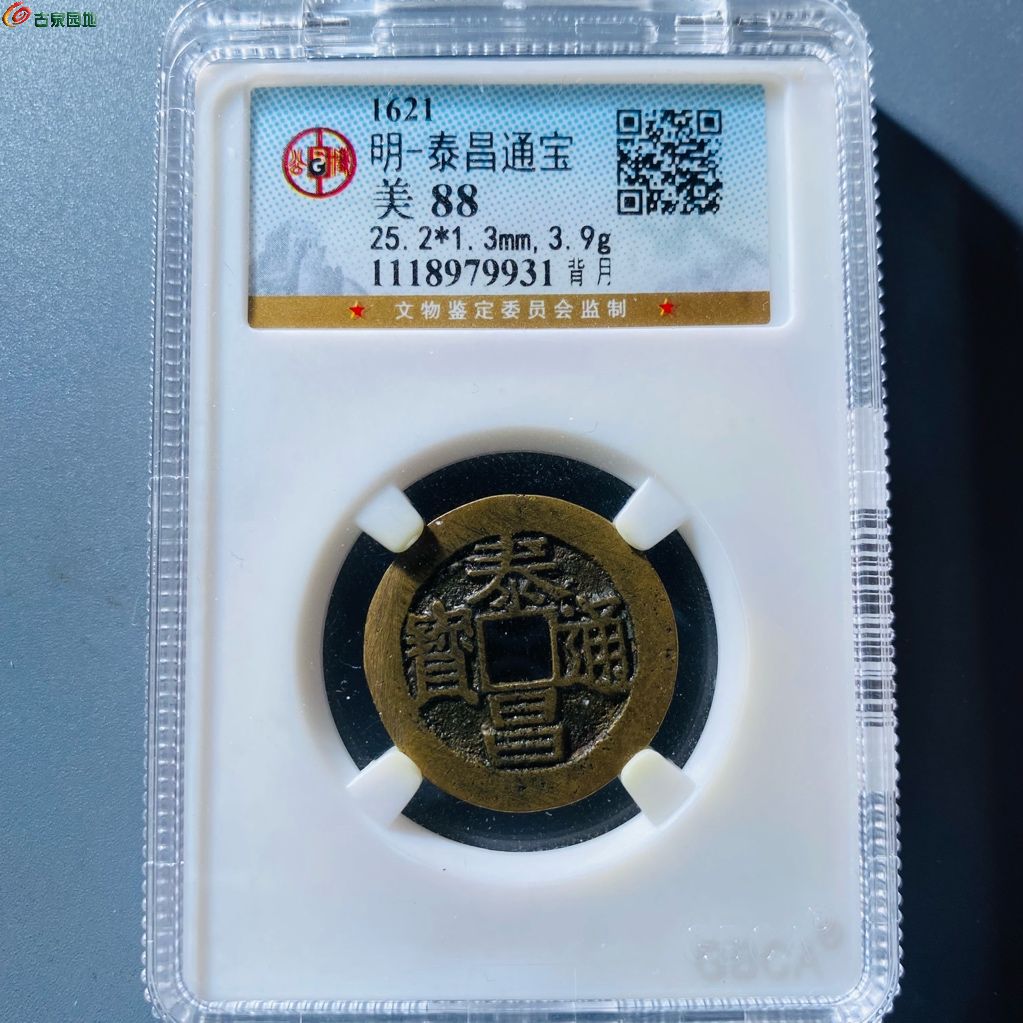 古泉园地
1621
明-泰昌通宝
美 88
25.2*1.3mm,3.9g
1118979931 背月
文物鉴定委员会监制
泰
寶 通
昌